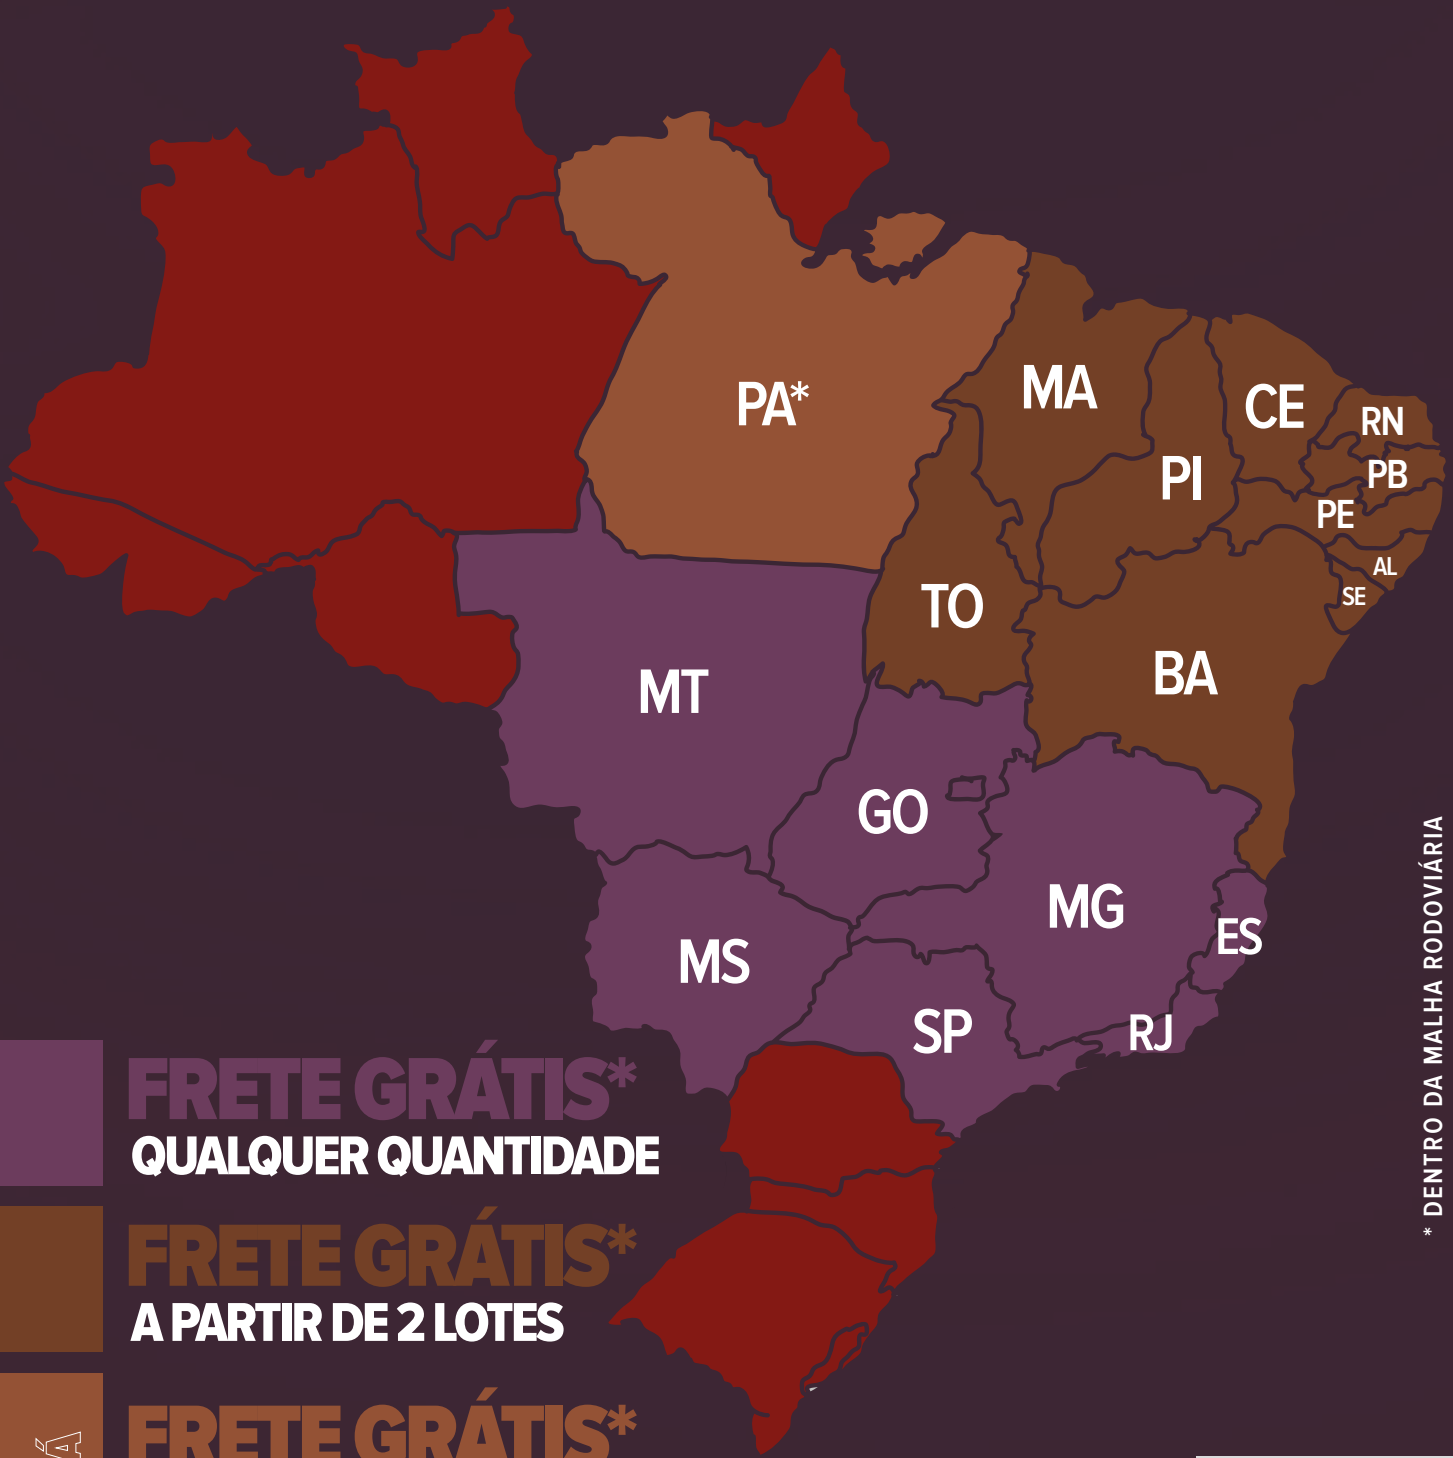 PA*
MA
CE
RN
PI
PB
PE
AL
SE
TO
BA
MT
GO
MG
ES
MS
SP
RJ
FRETE GRÁTIS*
QUALQUER QUANTIDADE
FRETE GRÁTIS*
A PARTIR DE 2 LOTES
FRETE GRÁTIS*
* DENTRO DA MALHA RODOVIÁRIA